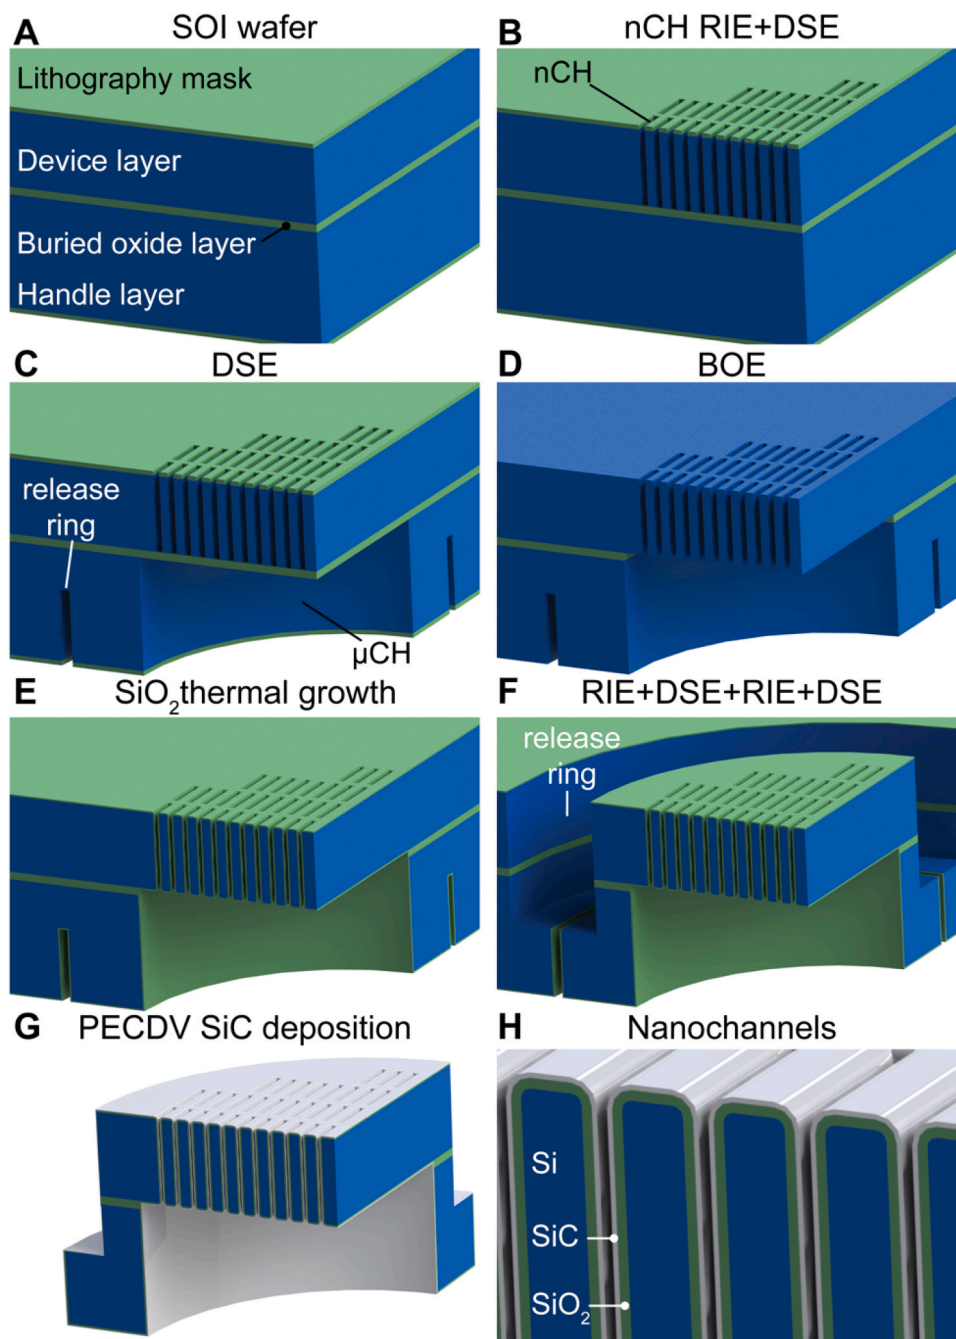 A SOI wafer
Lithography mask
Device layer
Buried oxide layer
Handle layer
B nCH RIE+DSE
nCH
C DSE
release
ring
µCH
D BOE
E SiO₂thermal growth
F RIE+DSE+RIE+DSE
release
ring
G PECDV SiC deposition
H Nanochannels
Si
SiC
SiO₂